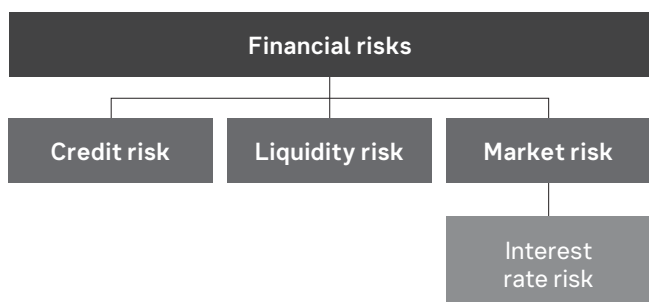 Financial risks
Credit risk
Liquidity risk
Market risk
Interest
rate risk